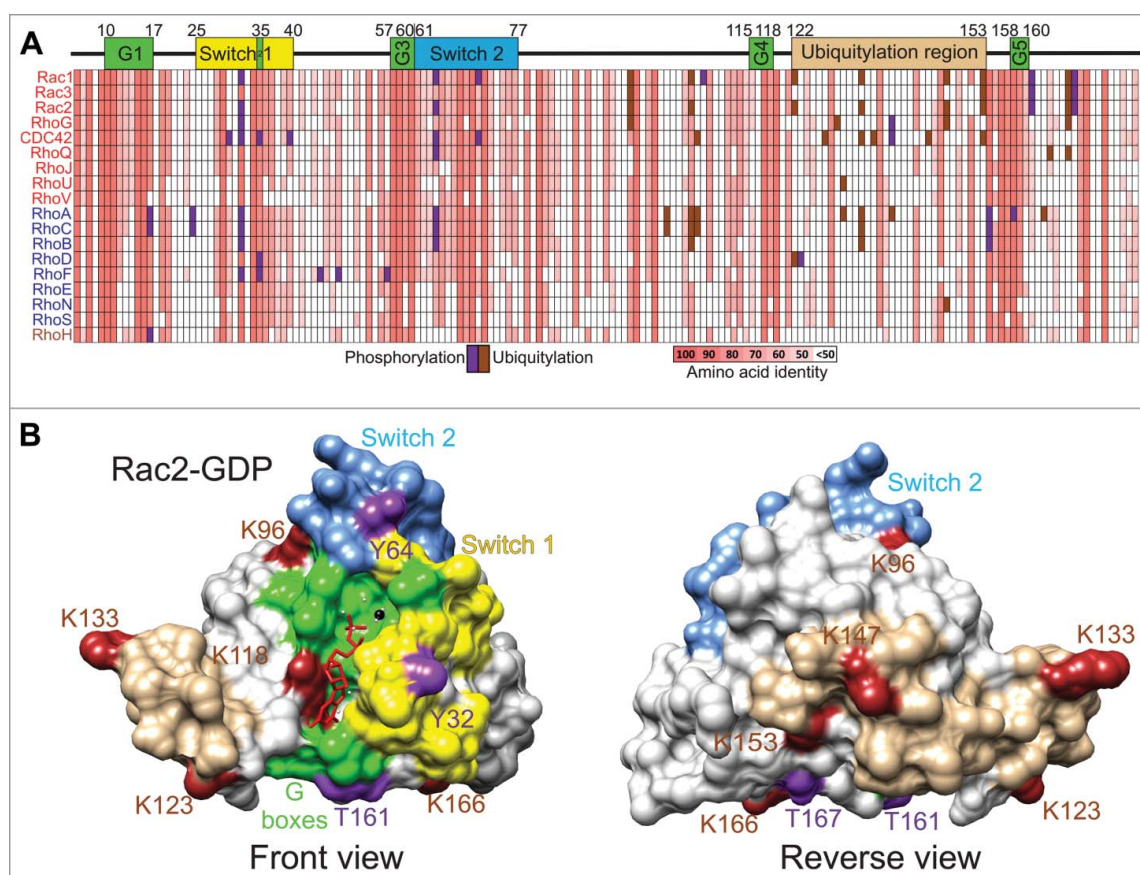 A
10 17 25 35 40 57 60 61 77 115 118 122 153 158 160
G1 Switch 1 2 G3 Switch 2 G4 Ubiquitylation region G5
Rac1
Rac3
Rac2
RhoG
CDC42
RhoQ
RhoJ
RhoU
RhoV
RhoA
RhoC
RhoB
RhoD
RhoF
RhoE
RhoN
RhoS
RhoH
Phosphorylation Ubiquitylation
100 90 80 70 60 50 <50
Amino acid identity
B
Rac2-GDP
Switch 2
K96
Y64
Switch 1
K133
K118
Y32
K123
G
boxes
T161
K166
Front view
Switch 2
K96
K147
K133
K153
K166
T167
T161
K123
Reverse view